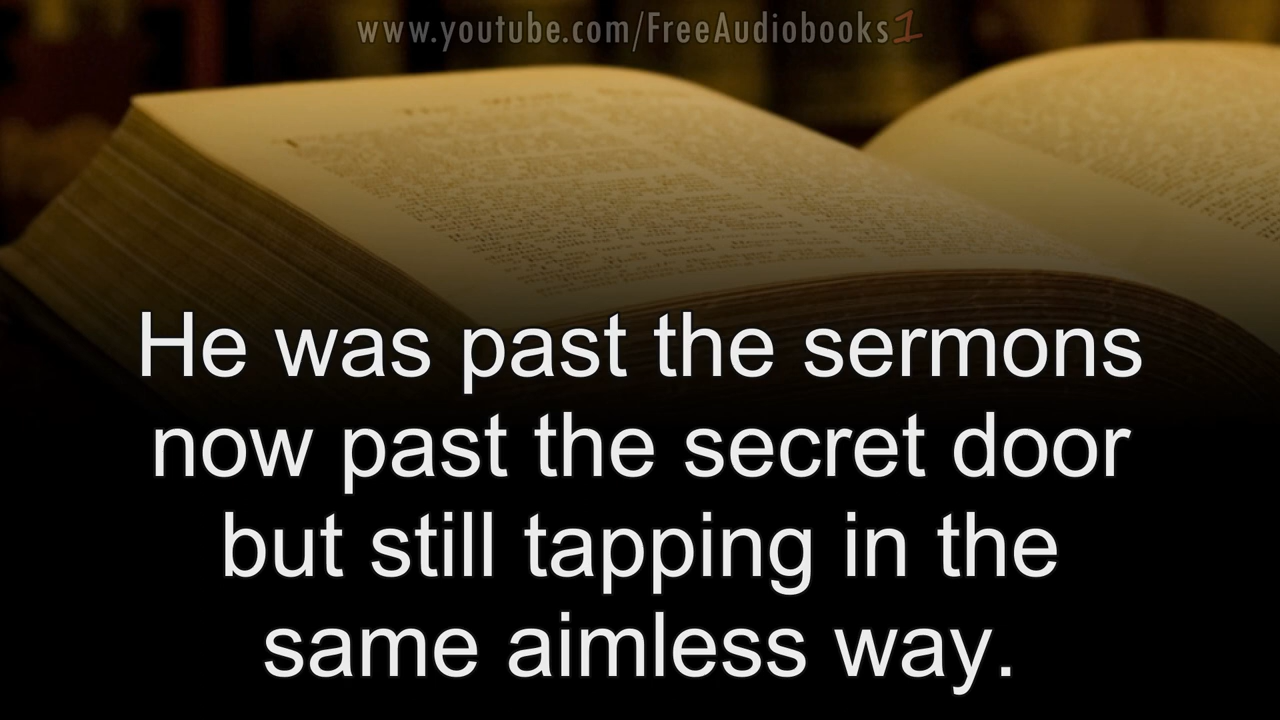 www.youtube.com/FreeAudiobooks1
He was past the sermons
now past the secret door
but still tapping in the
same aimless way.